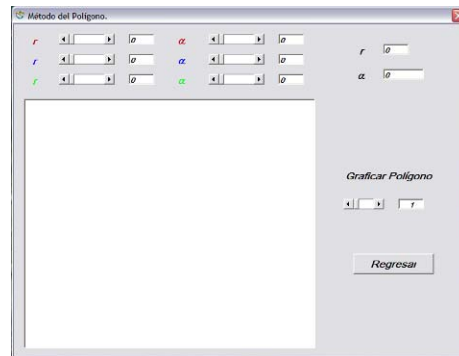 Método del Polígono.
r 0 α 0
r 0 α 0
r 0 α 0
r 0
α 0
Graficar Polígono
1
Regresar